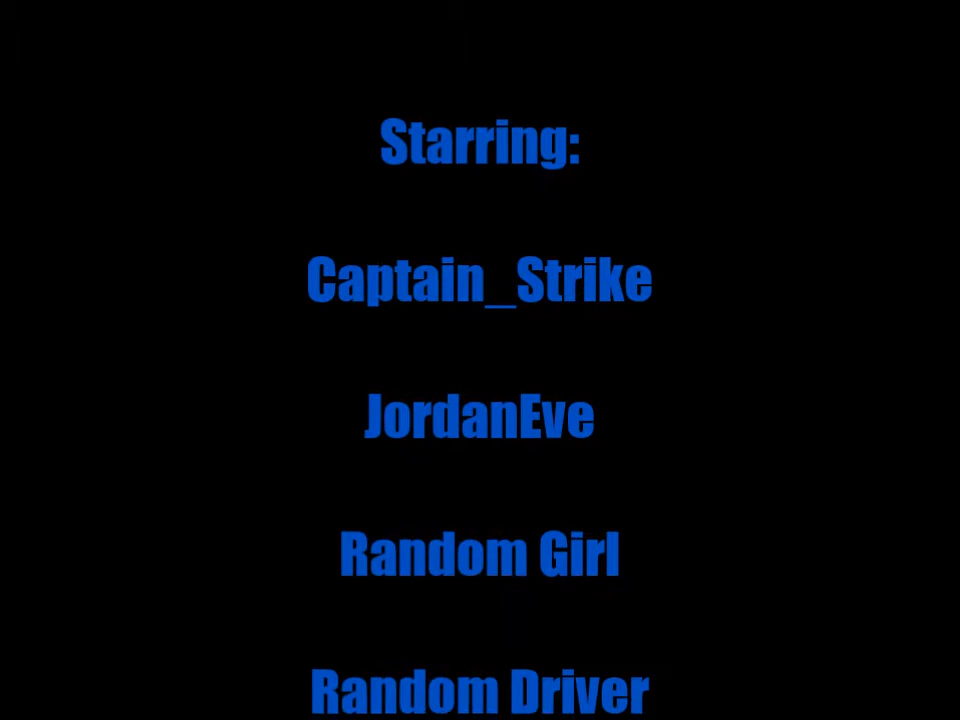 Starring:
Captain_Strike
JordanEve
Random Girl
Random Driver